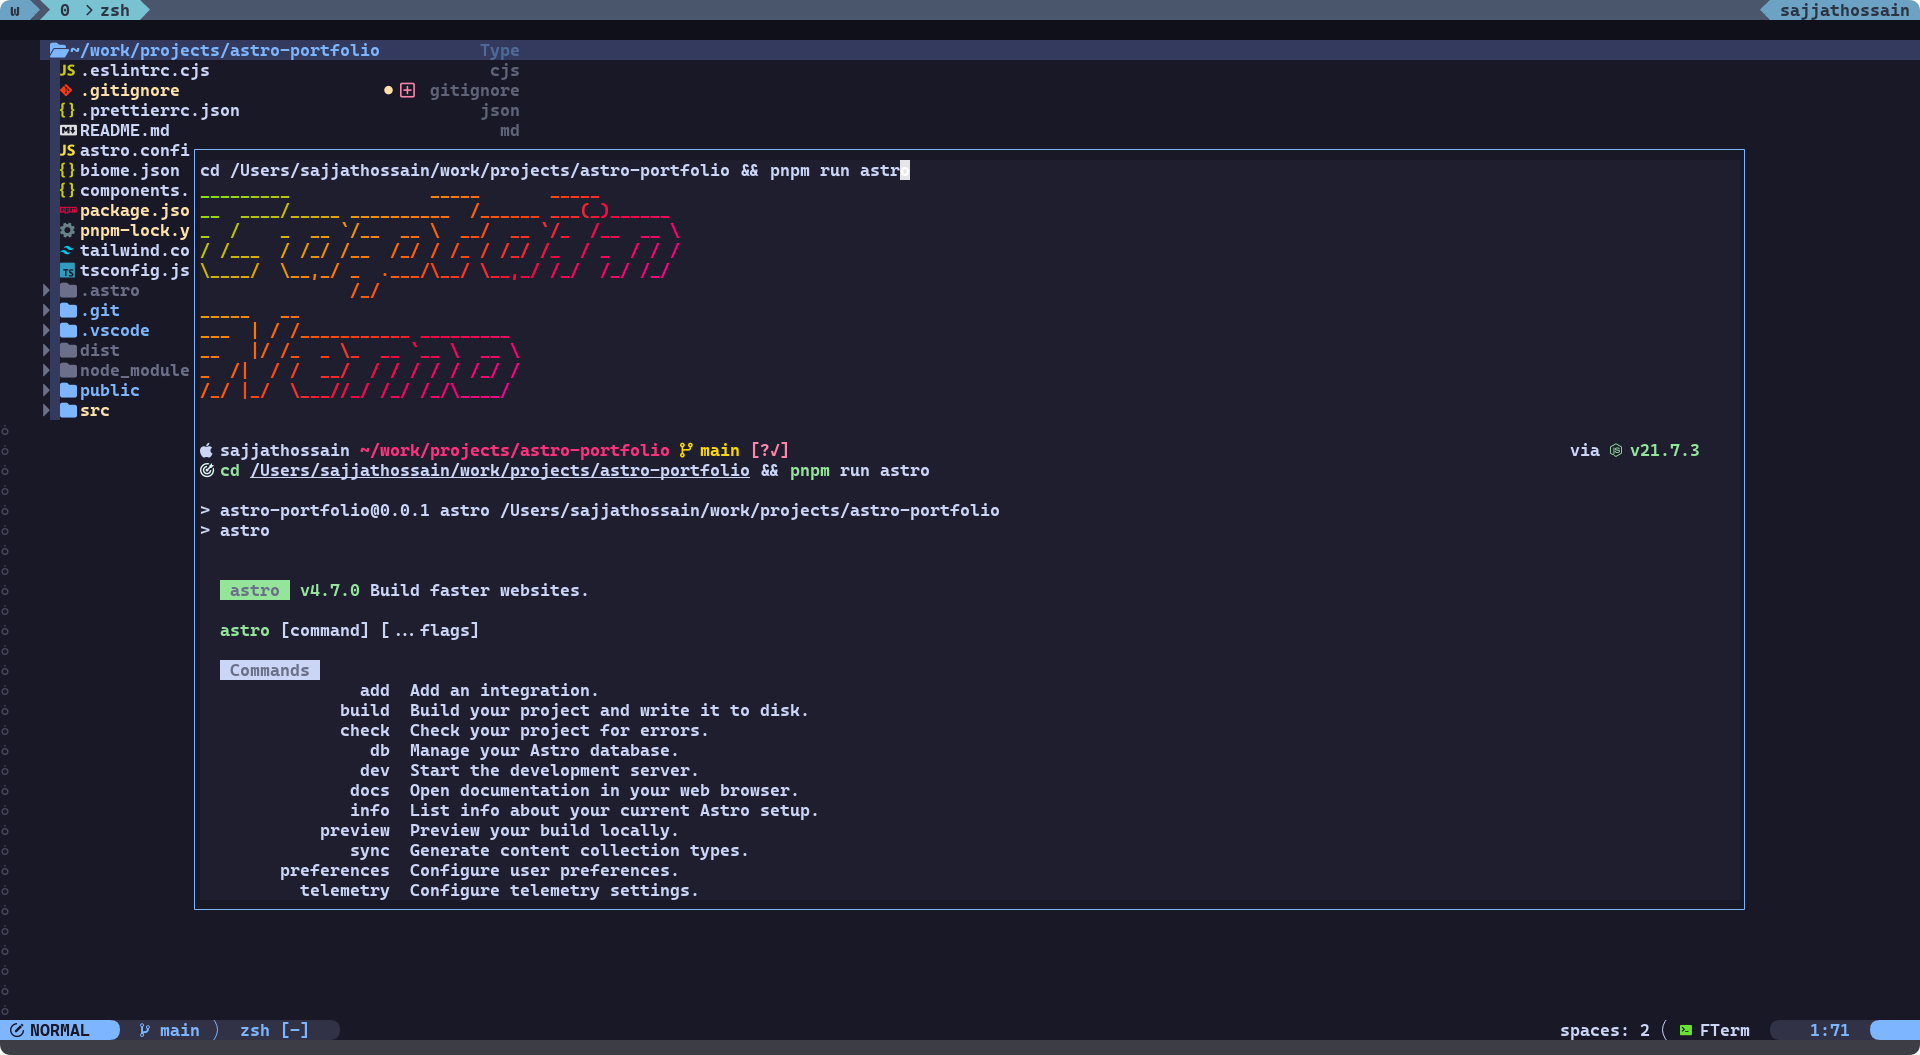 w 0 > zsh sajjathossain
~/work/projects/astro-portfolio Type
JS .eslintrc.cjs cjs
.gitignore gitignore
{} .prettierrc.json json
README.md md
JS astro.confi
{} biome.json
{} components.
package.jso
pnpm-lock.y
tailwind.co
TS tsconfig.js
.astro
.git
.vscode
dist
node_module
public
src
cd /Users/sajjathossain/work/projects/astro-portfolio && pnpm run astro
Captain
Nemo
sajjathossain ~/work/projects/astro-portfolio main [?✓] via v21.7.3
cd /Users/sajjathossain/work/projects/astro-portfolio && pnpm run astro
> astro-portfolio@0.0.1 astro /Users/sajjathossain/work/projects/astro-portfolio
> astro
astro v4.7.0 Build faster websites.
astro [command] [...flags]
Commands
add Add an integration.
build Build your project and write it to disk.
check Check your project for errors.
db Manage your Astro database.
dev Start the development server.
docs Open documentation in your web browser.
info List info about your current Astro setup.
preview Preview your build locally.
sync Generate content collection types.
preferences Configure user preferences.
telemetry Configure telemetry settings.
NORMAL main ) zsh [-] spaces: 2 ( FTerm 1:71